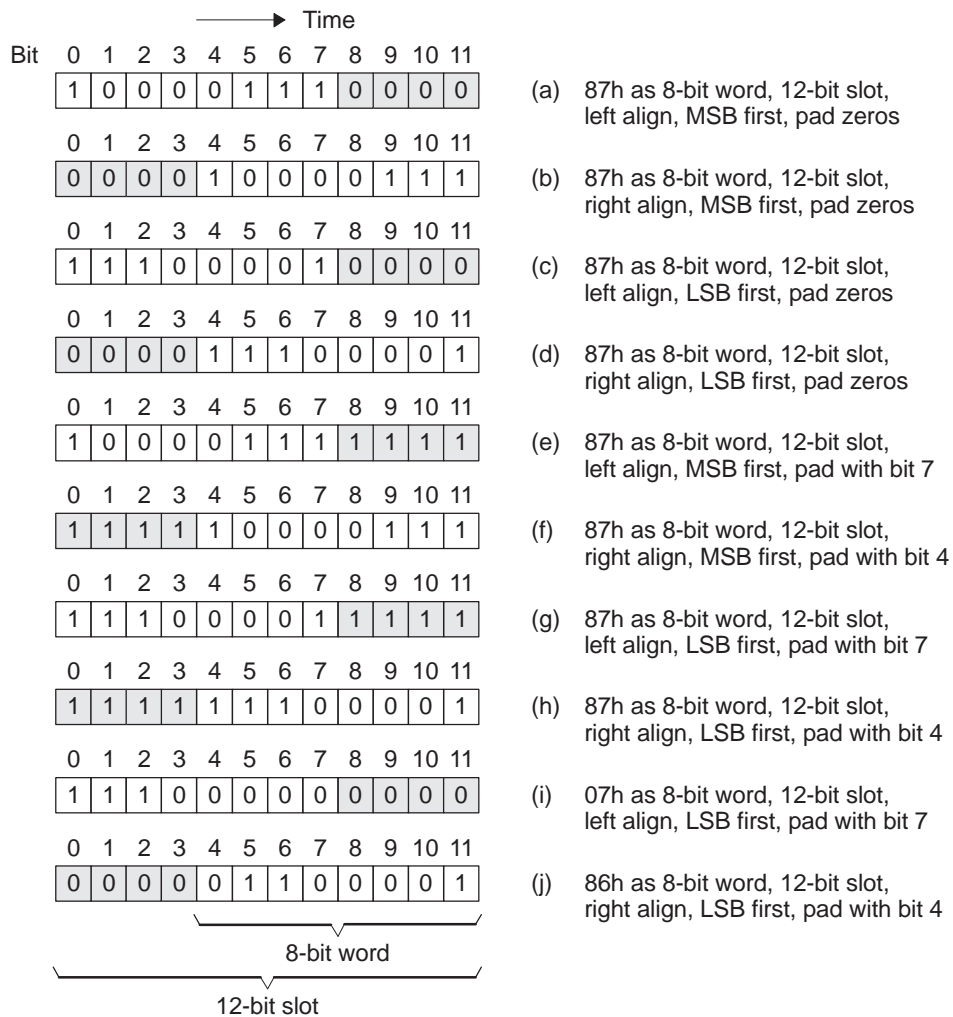 Time
Bit 0 1 2 3 4 5 6 7 8 9 10 11
1 0 0 0 0 1 1 1 0 0 0 0
(a) 87h as 8-bit word, 12-bit slot,
left align, MSB first, pad zeros
0 1 2 3 4 5 6 7 8 9 10 11
0 0 0 0 1 0 0 0 0 1 1 1
(b) 87h as 8-bit word, 12-bit slot,
right align, MSB first, pad zeros
0 1 2 3 4 5 6 7 8 9 10 11
1 1 1 0 0 0 0 1 0 0 0 0
(c) 87h as 8-bit word, 12-bit slot,
left align, LSB first, pad zeros
0 1 2 3 4 5 6 7 8 9 10 11
0 0 0 0 1 1 1 0 0 0 0 1
(d) 87h as 8-bit word, 12-bit slot,
right align, LSB first, pad zeros
0 1 2 3 4 5 6 7 8 9 10 11
1 0 0 0 0 1 1 1 1 1 1 1
(e) 87h as 8-bit word, 12-bit slot,
left align, MSB first, pad with bit 7
0 1 2 3 4 5 6 7 8 9 10 11
1 1 1 1 1 0 0 0 0 1 1 1
(f) 87h as 8-bit word, 12-bit slot,
right align, MSB first, pad with bit 4
0 1 2 3 4 5 6 7 8 9 10 11
1 1 1 0 0 0 0 1 1 1 1 1
(g) 87h as 8-bit word, 12-bit slot,
left align, LSB first, pad with bit 7
0 1 2 3 4 5 6 7 8 9 10 11
1 1 1 1 1 1 1 0 0 0 0 1
(h) 87h as 8-bit word, 12-bit slot,
right align, LSB first, pad with bit 4
0 1 2 3 4 5 6 7 8 9 10 11
1 1 1 0 0 0 0 0 0 0 0 0
(i) 07h as 8-bit word, 12-bit slot,
left align, LSB first, pad with bit 7
0 1 2 3 4 5 6 7 8 9 10 11
0 0 0 0 0 1 1 0 0 0 0 1
(j) 86h as 8-bit word, 12-bit slot,
right align, LSB first, pad with bit 4
8-bit word
12-bit slot